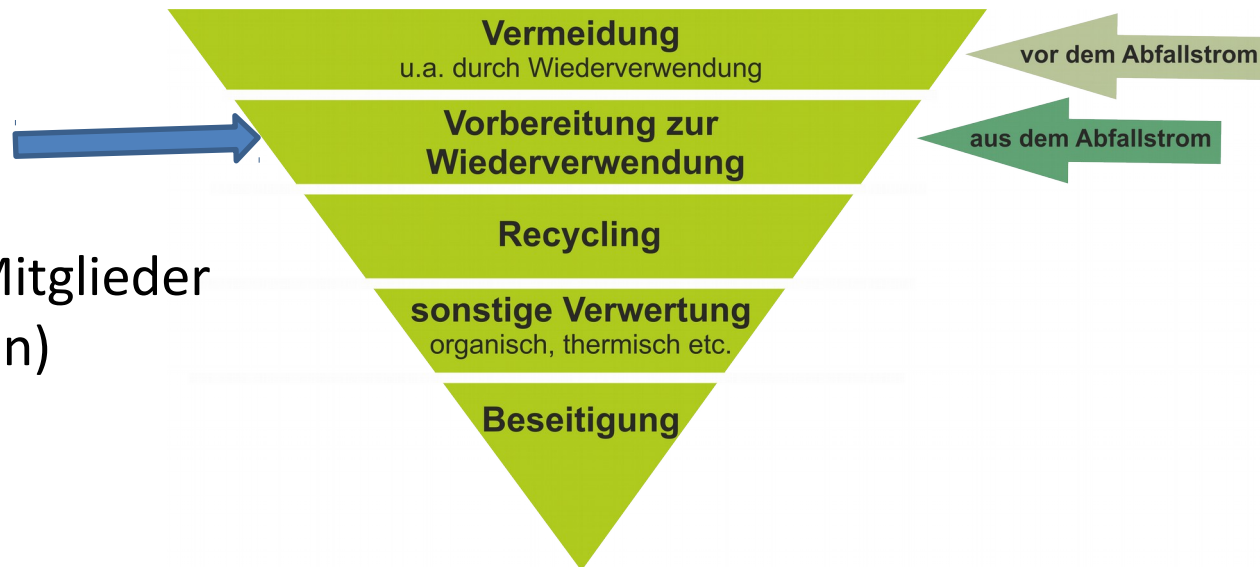 Vermeidung
u.a. durch Wiederverwendung
vor dem Abfallstrom
Vorbereitung zur
Wiederverwendung
aus dem Abfallstrom
Recycling
Mitglieder
n)
sonstige Verwertung
organisch, thermisch etc.
Beseitigung